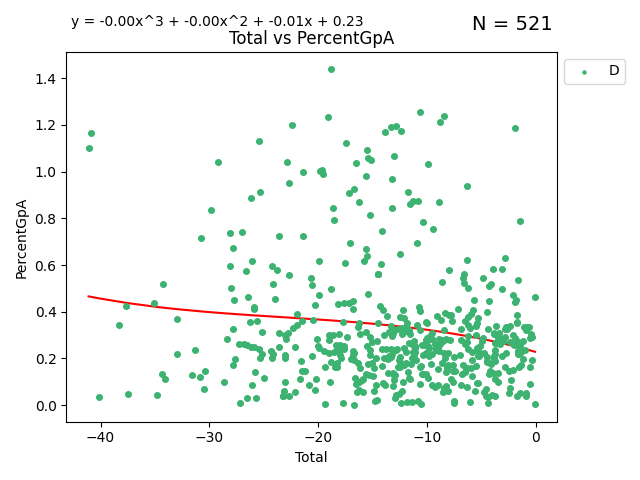 y = -0.00x^3 + -0.00x^2 + -0.01x + 0.23
N = 521
Total vs PercentGpA
D
PercentGpA
1.4
1.2
1.0
0.8
0.6
0.4
0.2
0.0
−40
−30
−20
−10
0
Total